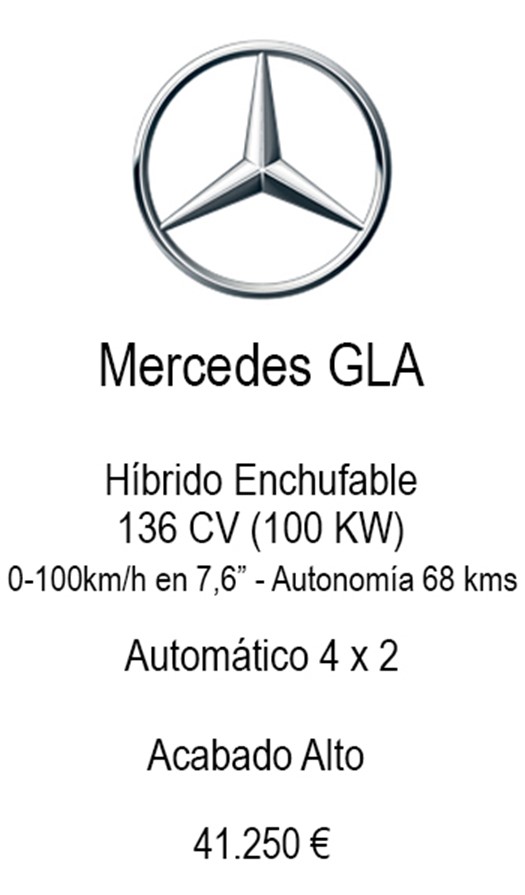 Mercedes GLA
Híbrido Enchufable
136 CV (100 KW)
0-100km/h en 7,6” - Autonomía 68 kms
Automático 4 x 2
Acabado Alto
41.250 €